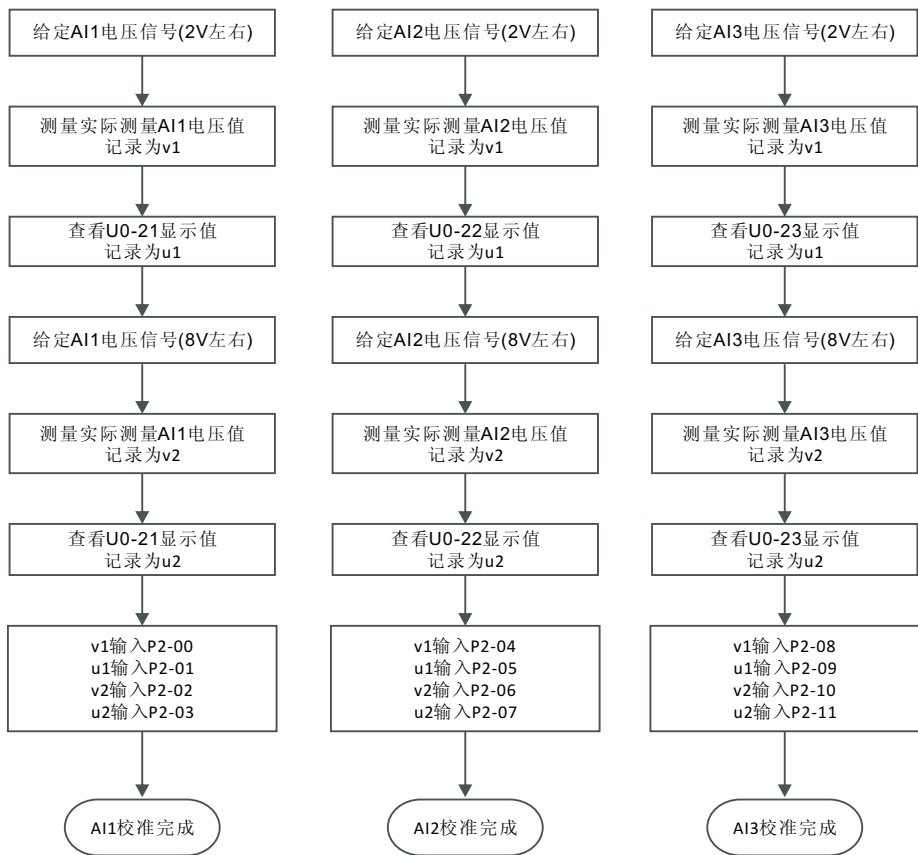 给定AI1电压信号(2V左右)
测量实际测量AI1电压值
记录为v1
查看U0-21显示值
记录为u1
给定AI1电压信号(8V左右)
测量实际测量AI1电压值
记录为v2
查看U0-21显示值
记录为u2
v1输入P2-00
u1输入P2-01
v2输入P2-02
u2输入P2-03
AI1校准完成
给定AI2电压信号(2V左右)
测量实际测量AI2电压值
记录为v1
查看U0-22显示值
记录为u1
给定AI2电压信号(8V左右)
测量实际测量AI2电压值
记录为v2
查看U0-22显示值
记录为u2
v1输入P2-04
u1输入P2-05
v2输入P2-06
u2输入P2-07
AI2校准完成
给定AI3电压信号(2V左右)
测量实际测量AI3电压值
记录为v1
查看U0-23显示值
记录为u1
给定AI3电压信号(8V左右)
测量实际测量AI3电压值
记录为v2
查看U0-23显示值
记录为u2
v1输入P2-08
u1输入P2-09
v2输入P2-10
u2输入P2-11
AI3校准完成